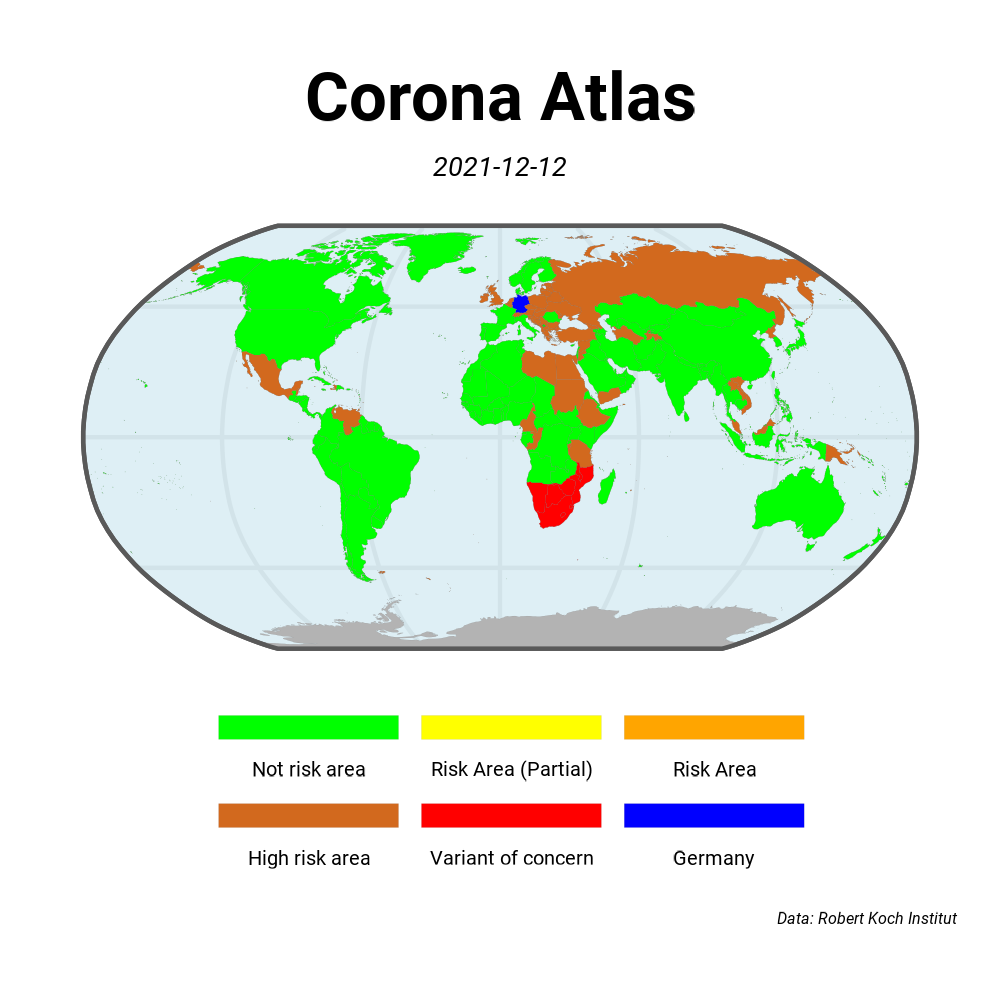 Corona Atlas
2021-12-12
Not risk area
Risk Area (Partial)
Risk Area
High risk area
Variant of concern
Germany
Data: Robert Koch Institut